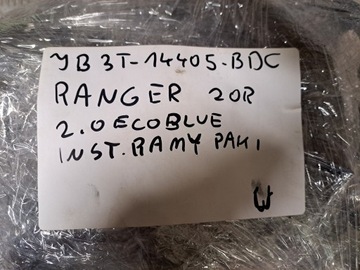 YB3T-14405-BDC
RANGER 20R
2.0 ECOBLUE
INST. RAMY PAKI